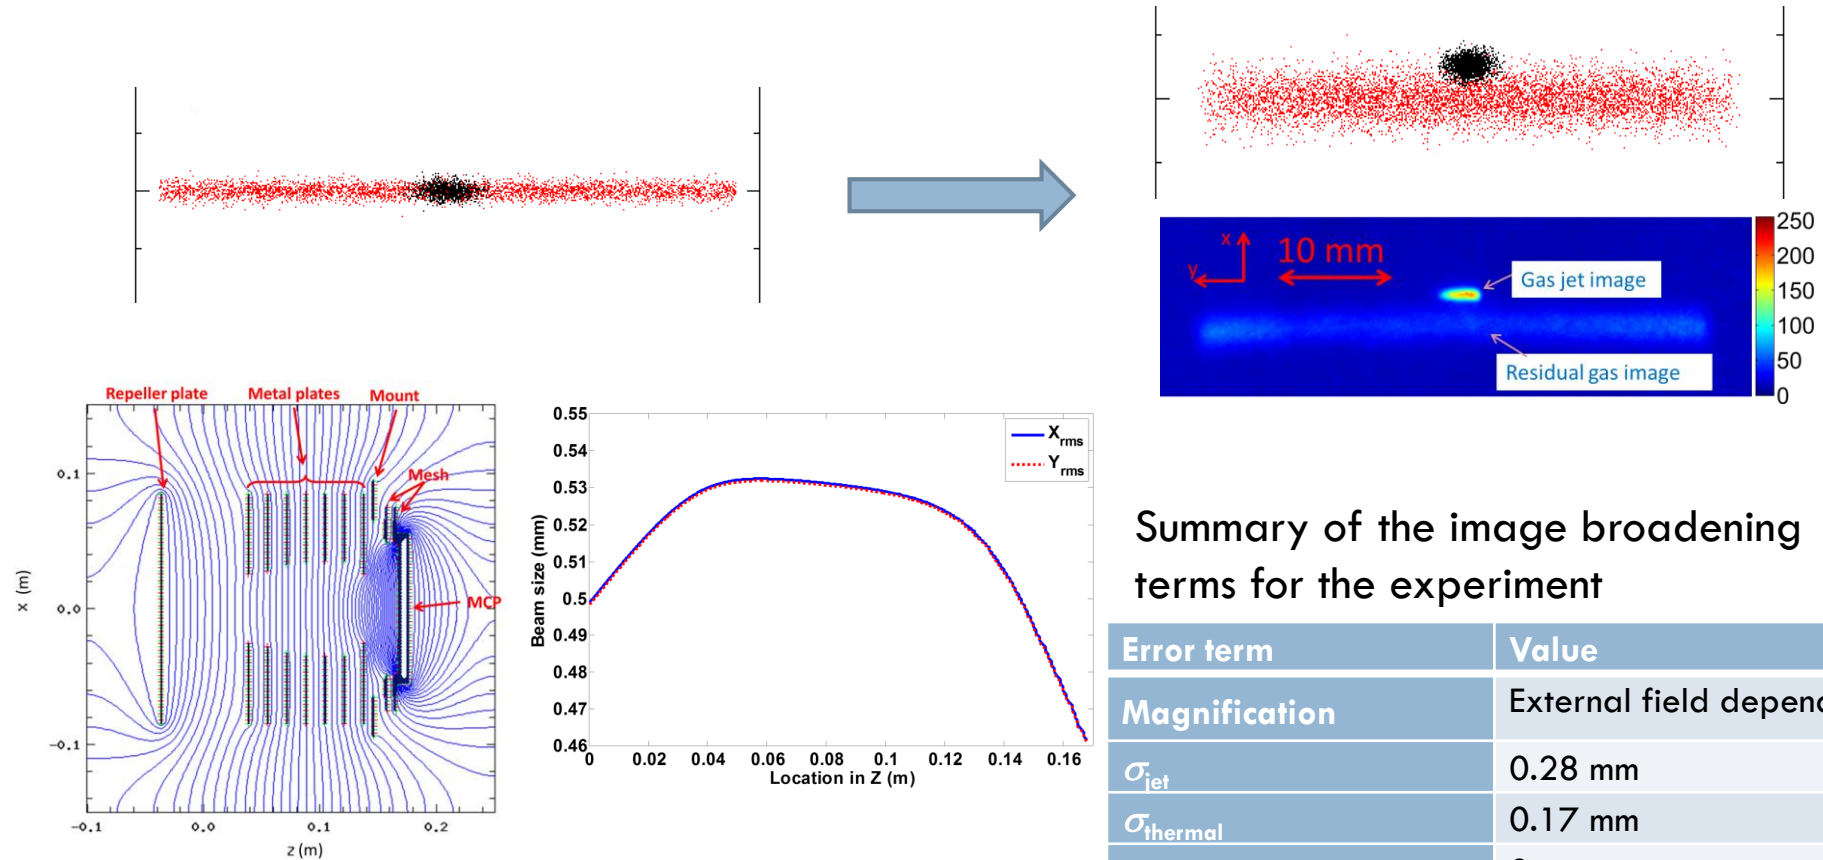 x
y
10 mm
Gas jet image
Residual gas image
250
200
150
100
50
0
Repeller plate
Metal plates
Mount
Mesh
MCP
x (m)
0.1
0.0
−0.1
−0.1
0.0
0.1
0.2
z (m)
Beam size (mm)
0.55
0.54
0.53
0.52
0.51
0.5
0.49
0.48
0.47
0.46
0
0.02
0.04
0.06
0.08
0.10
0.12
0.14
0.16
Location in Z (m)
Xrms
Yrms
Summary of the image broadening
terms for the experiment
Error term Value
Magnification External field depend
σjet 0.28 mm
σthermal 0.17 mm